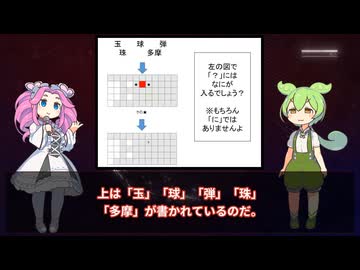 玉 球 弾
珠 多摩
左の図で
「?」には
なにが
入るでしょう?
※もちろん
「に」では
ありませんよ
上は「玉」「球」「弾」「珠」
「多摩」が書かれているのだ。